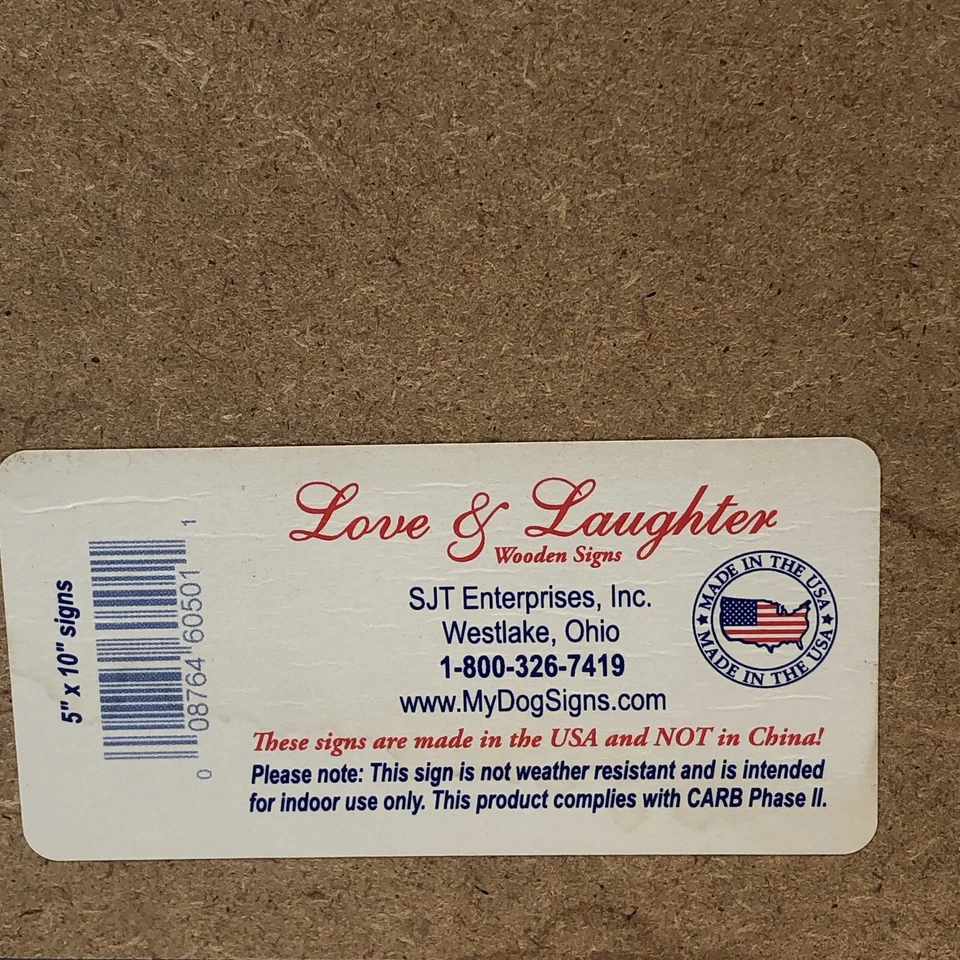 5" x 10" signs
0 08764 60501 1
Love & Laughter
Wooden Signs
SJT Enterprises, Inc.
Westlake, Ohio
1-800-326-7419
www.MyDogSigns.com
★ MADE IN THE USA ★
MADE IN THE USA
These signs are made in the USA and NOT in China!
Please note: This sign is not weather resistant and is intended
for indoor use only. This product complies with CARB Phase II.